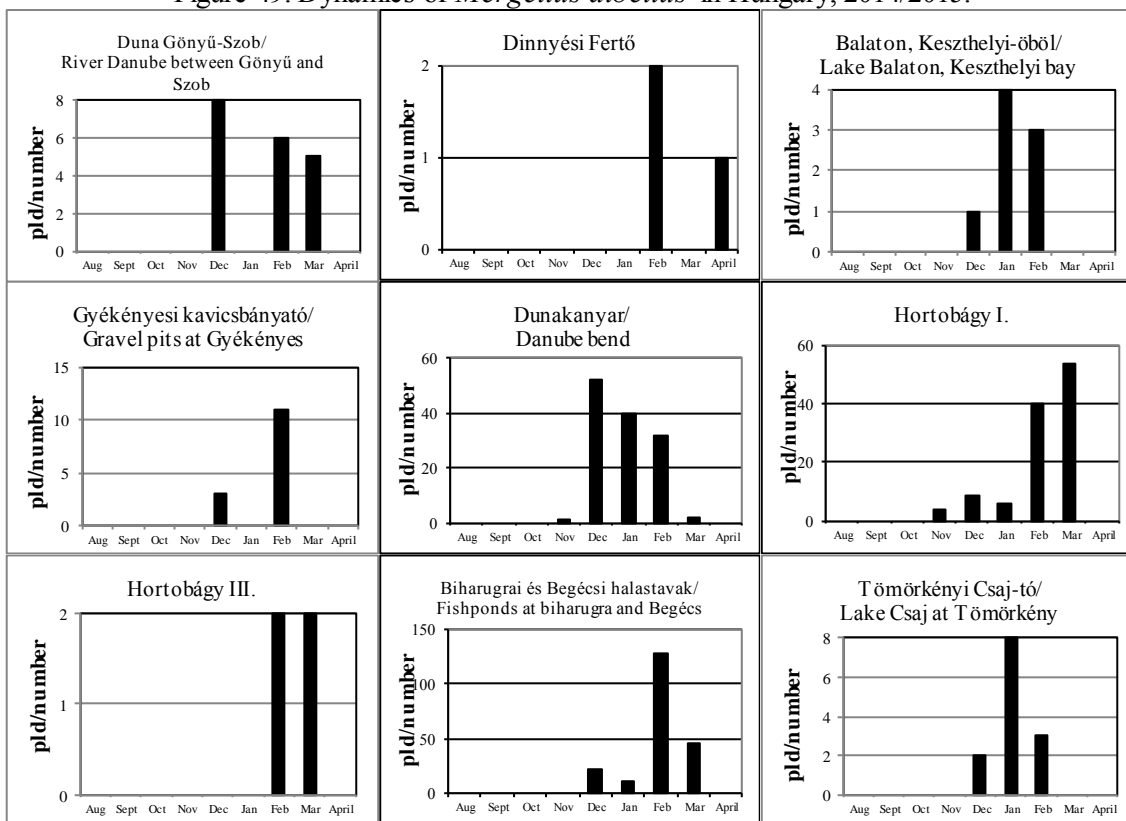 Figure 49. Dynamics of Mergellus albellus in Hungary, 2014/2015.
Duna Gönyű-Szob/
River Danube between Gönyű and
Szob
pld/number
8
6
4
2
0
Aug Sept Oct Nov Dec Jan Feb Mar April
Dinnyési Fertő
pld/number
2
1
0
Aug Sept Oct Nov Dec Jan Feb Mar April
Balaton, Keszthelyi-öböl/
Lake Balaton, Keszthelyi bay
pld/number
4
3
2
1
0
Aug Sept Oct Nov Dec Jan Feb Mar April
Gyékényesi kavicsbányató/
Gravel pits at Gyékényes
pld/number
15
10
5
0
Aug Sept Oct Nov Dec Jan Feb Mar April
Dunakanyar/
Danube bend
pld/number
60
40
20
0
Aug Sept Oct Nov Dec Jan Feb Mar April
Hortobágy I.
pld/number
60
40
20
0
Aug Sept Oct Nov Dec Jan Feb Mar April
Hortobágy III.
pld/number
2
1
0
Aug Sept Oct Nov Dec Jan Feb Mar April
Biharugrai és Begécsi halastavak/
Fishponds at biharugra and Begécs
pld/number
150
100
50
0
Aug Sept Oct Nov Dec Jan Feb Mar April
Tömörkényi Csaj-tó/
Lake Csaj at Tömörkény
pld/number
8
6
4
2
0
Aug Sept Oct Nov Dec Jan Feb Mar April